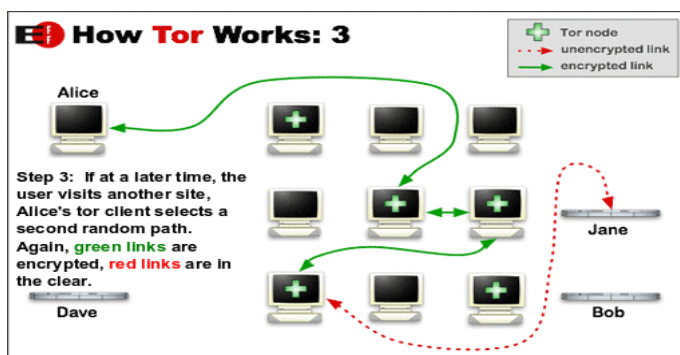 EFF How Tor Works: 3
Tor node
unencrypted link
encrypted link
Alice
Step 3: If at a later time, the
user visits another site,
Alice's tor client selects a
second random path.
Again, green links are
encrypted, red links are in
the clear.
Jane
Dave
Bob